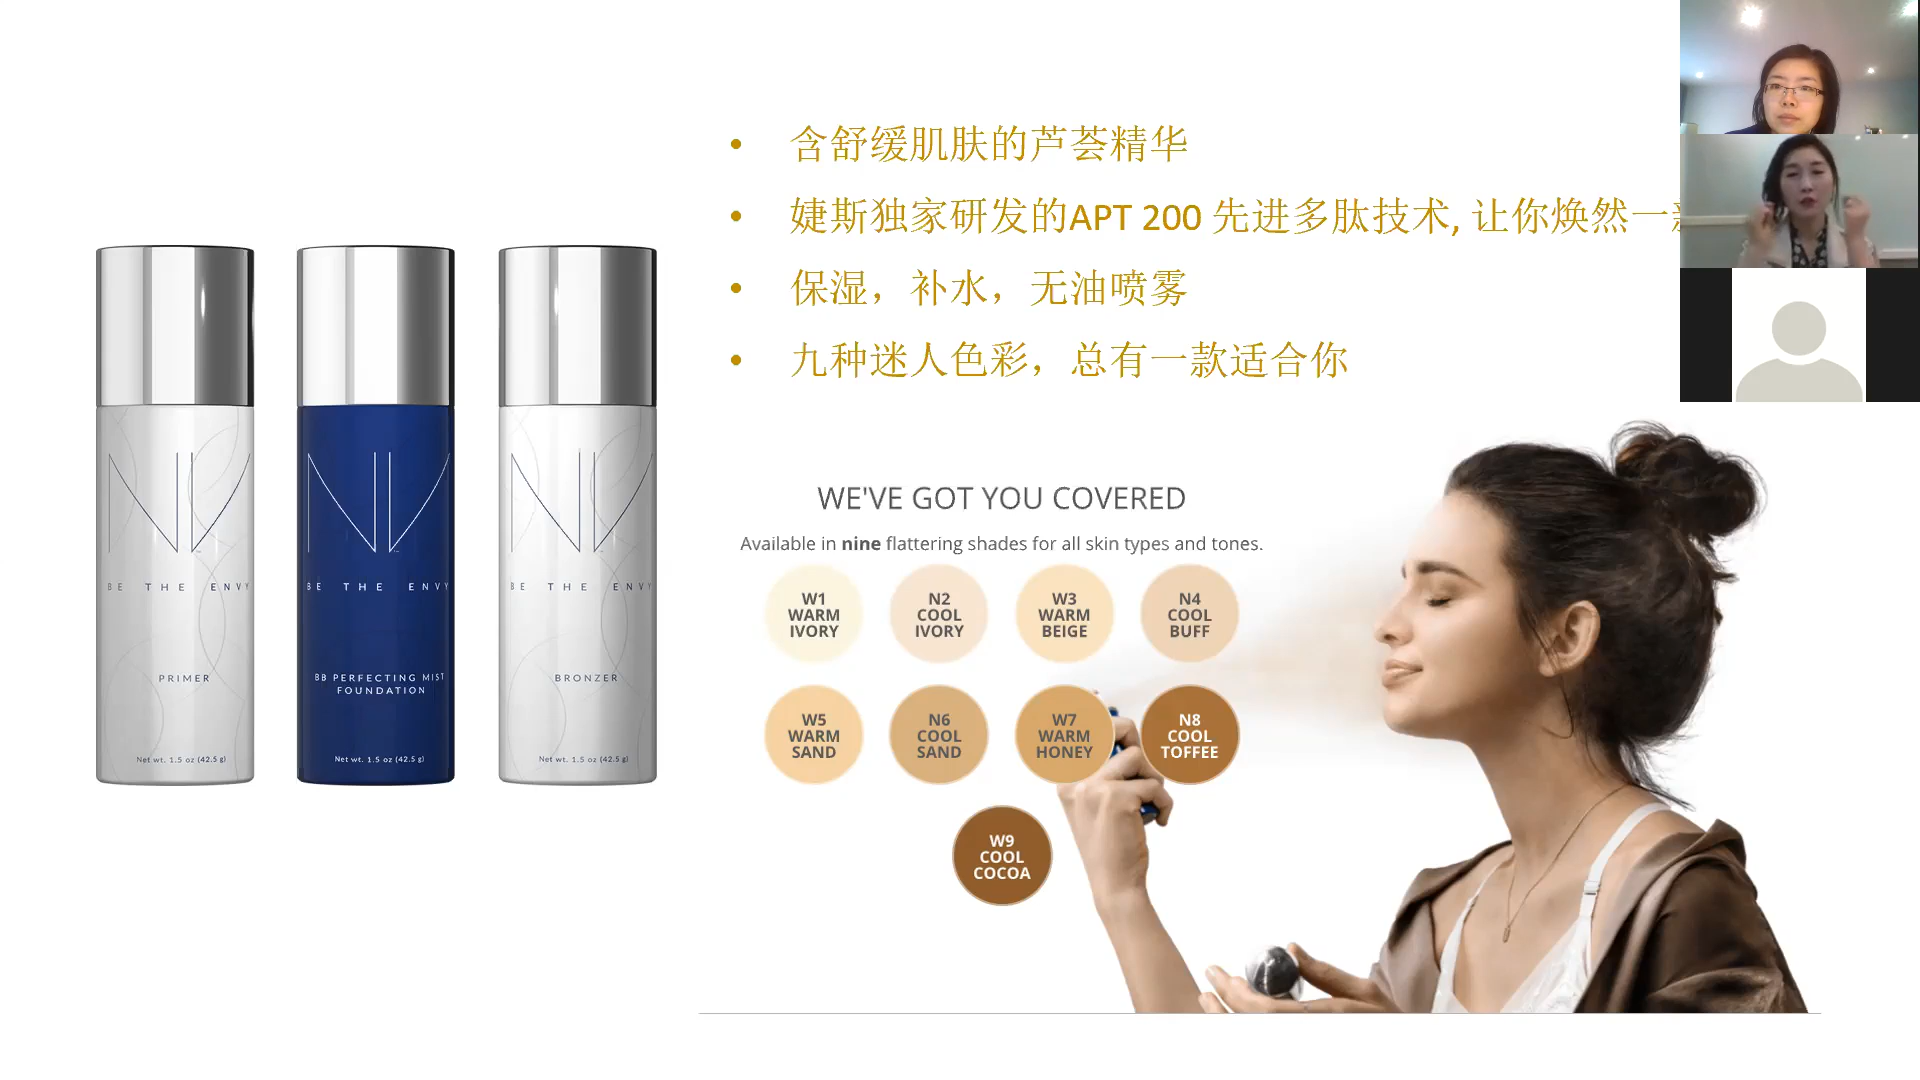 含舒缓肌肤的芦荟精华
婕斯独家研发的APT 200 先进多肽技术, 让你焕然一
保湿，补水，无油喷雾
九种迷人色彩，总有一款适合你
NV
BE THE ENVY
PRIMER
Net wt. 1.5 oz (42.5 g)
NV
BE THE ENVY
BB PERFECTING MIST
FOUNDATION
Net wt. 1.5 oz (42.5 g)
NV
BE THE ENVY
BRONZER
Net wt. 1.5 oz (42.5 g)
WE'VE GOT YOU COVERED
Available in nine flattering shades for all skin types and tones.
W1
WARM
IVORY
N2
COOL
IVORY
W3
WARM
BEIGE
N4
COOL
BUFF
W5
WARM
SAND
N6
COOL
SAND
W7
WARM
HONEY
N8
COOL
TOFFEE
W9
COOL
COCOA